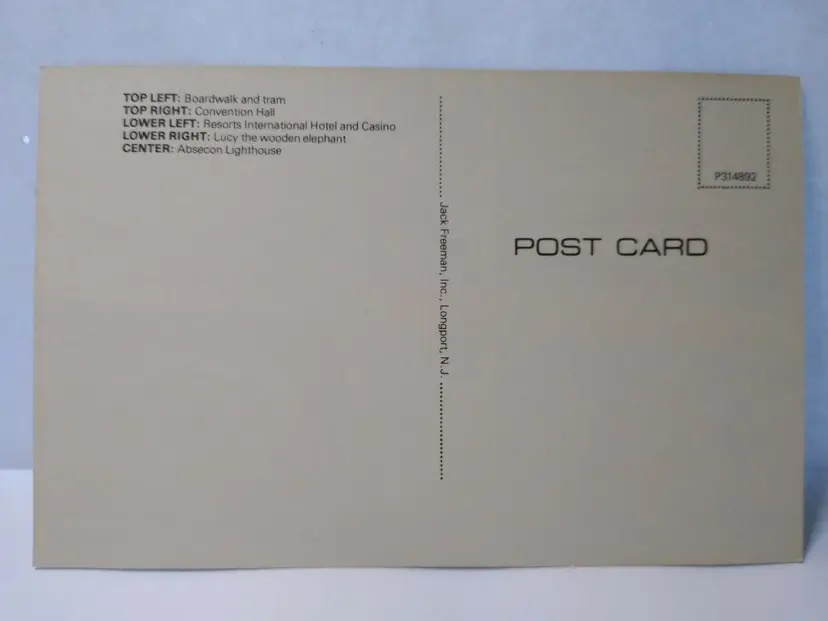 TOP LEFT: Boardwalk and tram
TOP RIGHT: Convention Hall
LOWER LEFT: Resorts International Hotel and Casino
LOWER RIGHT: Lucy the wooden elephant
CENTER: Absecon Lighthouse
Jack Freeman, Inc., Longport, N.J.
P314892
POST CARD